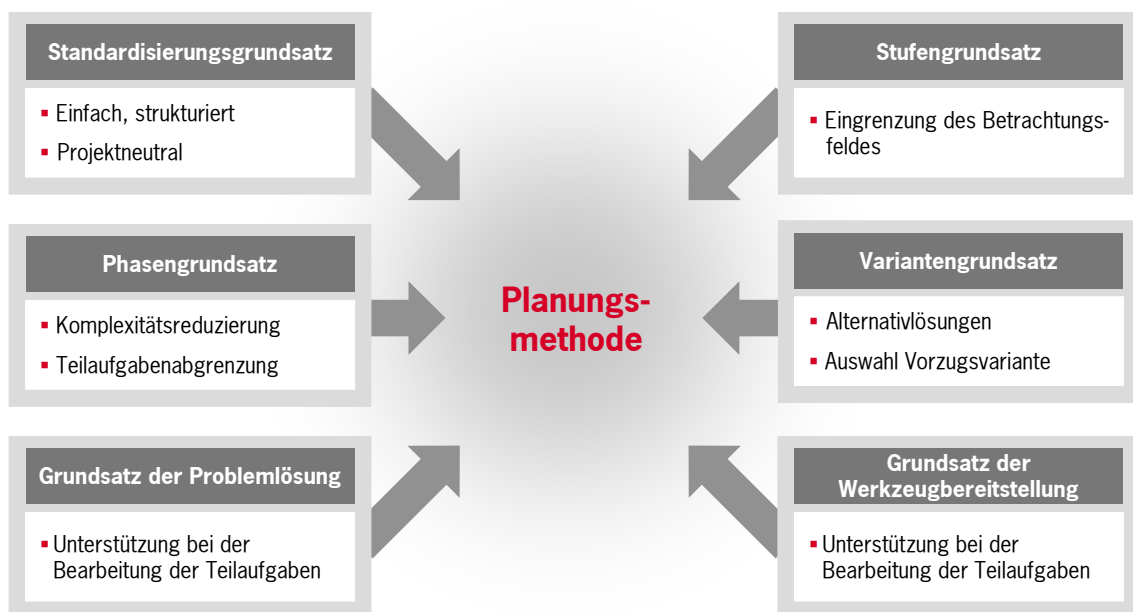 Standardisierungsgrundsatz
▪ Einfach, strukturiert
▪ Projektneutral
Phasengrundsatz
▪ Komplexitätsreduzierung
▪ Teilaufgabenabgrenzung
Grundsatz der Problemlösung
▪ Unterstützung bei der
Bearbeitung der Teilaufgaben
Planungs-
methode
Stufengrundsatz
▪ Eingrenzung des Betrachtungs-
feldes
Variantengrundsatz
▪ Alternativlösungen
▪ Auswahl Vorzugsvariante
Grundsatz der
Werkzeugbereitstellung
▪ Unterstützung bei der
Bearbeitung der Teilaufgaben